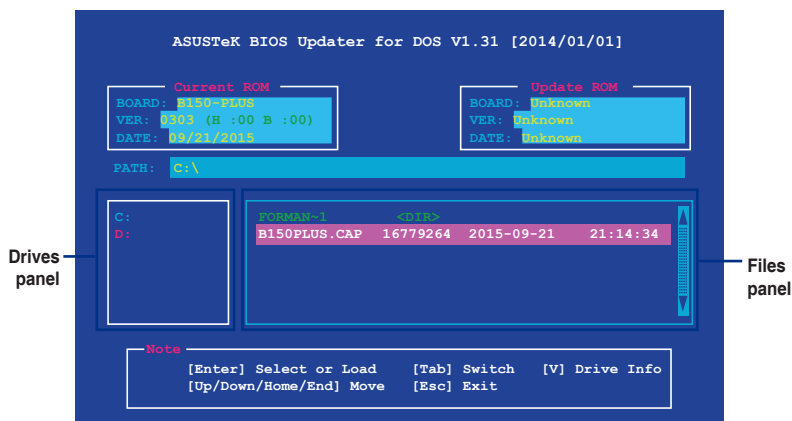 ASUSTeK BIOS Updater for DOS V1.31 [2014/01/01]
Current ROM
BOARD: B150-PLUS
VER: 0303 (H :00 B :00)
DATE: 09/21/2015
Update ROM
BOARD: Unknown
VER: Unknown
DATE: Unknown
PATH: C:\
Drives
panel
C:
D:
FORMAN~1 <DIR>
B150PLUS.CAP 16779264 2015-09-21 21:14:34
Files
panel
Note
[Enter] Select or Load [Tab] Switch [V] Drive Info
[Up/Down/Home/End] Move [Esc] Exit